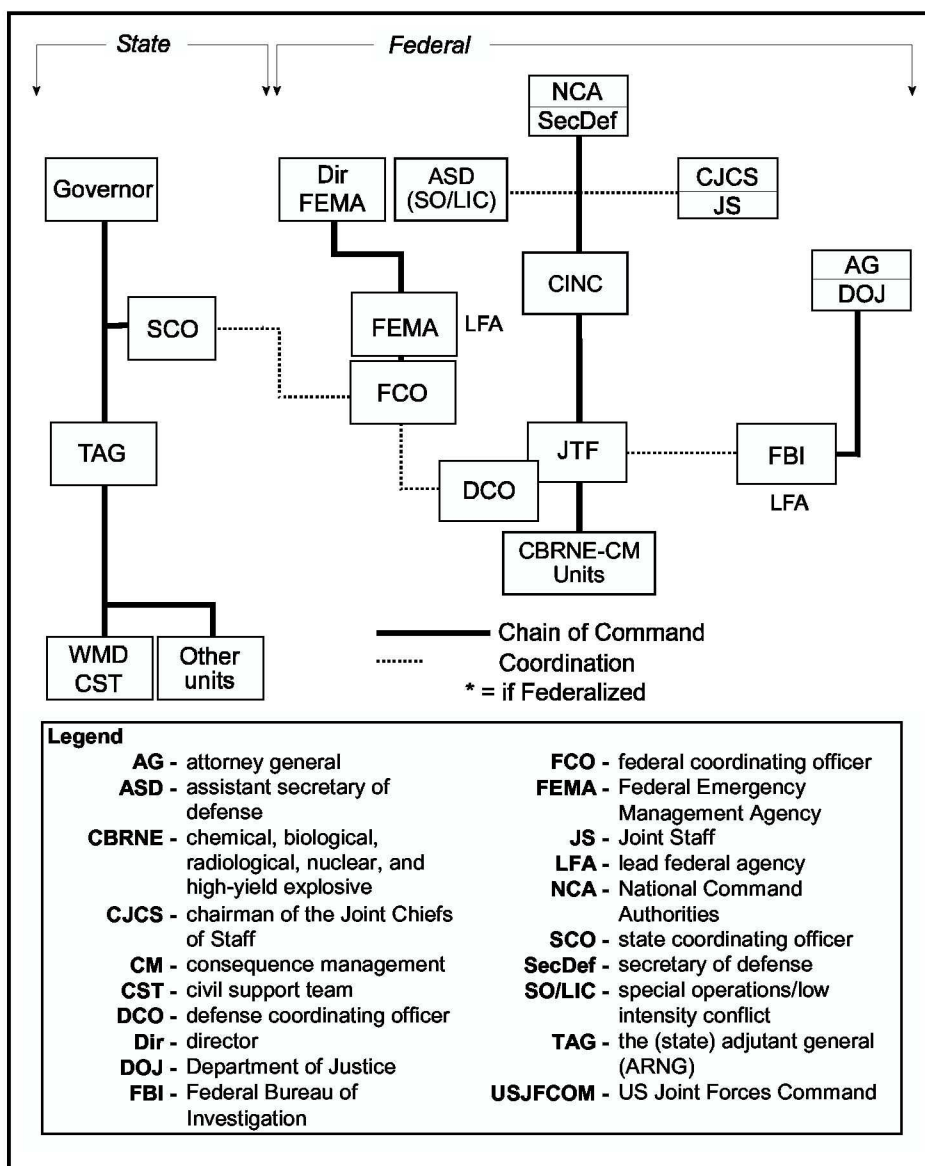 State
Federal
NCA
SecDef
Governor
Dir
FEMA
ASD
(SO/LIC)
CJCS
JS
CINC
AG
DOJ
SCO
FEMA
LFA
FCO
TAG
JTF
FBI
DCO
LFA
CBRNE-CM
Units
WMD
CST
Other
units
Chain of Command
Coordination
* = if Federalized
Legend
AG - attorney general
ASD - assistant secretary of
defense
CBRNE - chemical, biological,
radiological, nuclear, and
high-yield explosive
CJCS - chairman of the Joint Chiefs
of Staff
CM - consequence management
CST - civil support team
DCO - defense coordinating officer
Dir - director
DOJ - Department of Justice
FBI - Federal Bureau of
Investigation
FCO - federal coordinating officer
FEMA - Federal Emergency
Management Agency
JS - Joint Staff
LFA - lead federal agency
NCA - National Command
Authorities
SCO - state coordinating officer
SecDef - secretary of defense
SO/LIC - special operations/low
intensity conflict
TAG - the (state) adjutant general
(ARNG)
USJFCOM - US Joint Forces Command